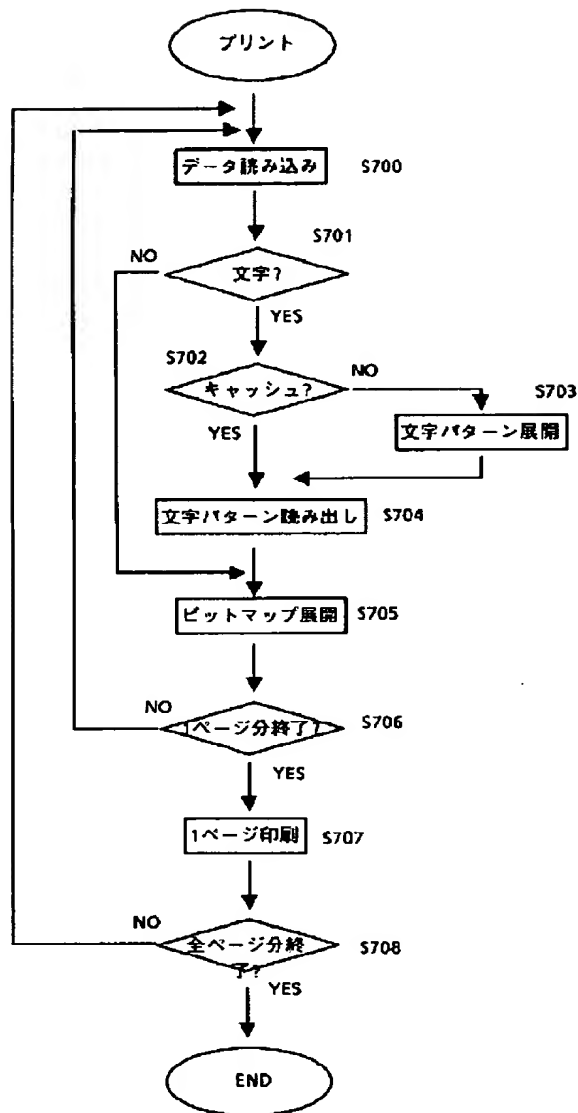 プリント
データ読み込み S700
S701
NO
文字?
YES
S702
キャッシュ?
NO
S703
YES
文字パターン展開
文字パターン読み出し S704
ビットマップ展開 S705
NO
1ページ分終了? S706
YES
1ページ印刷 S707
NO
全ページ分終
了?
S708
YES
END